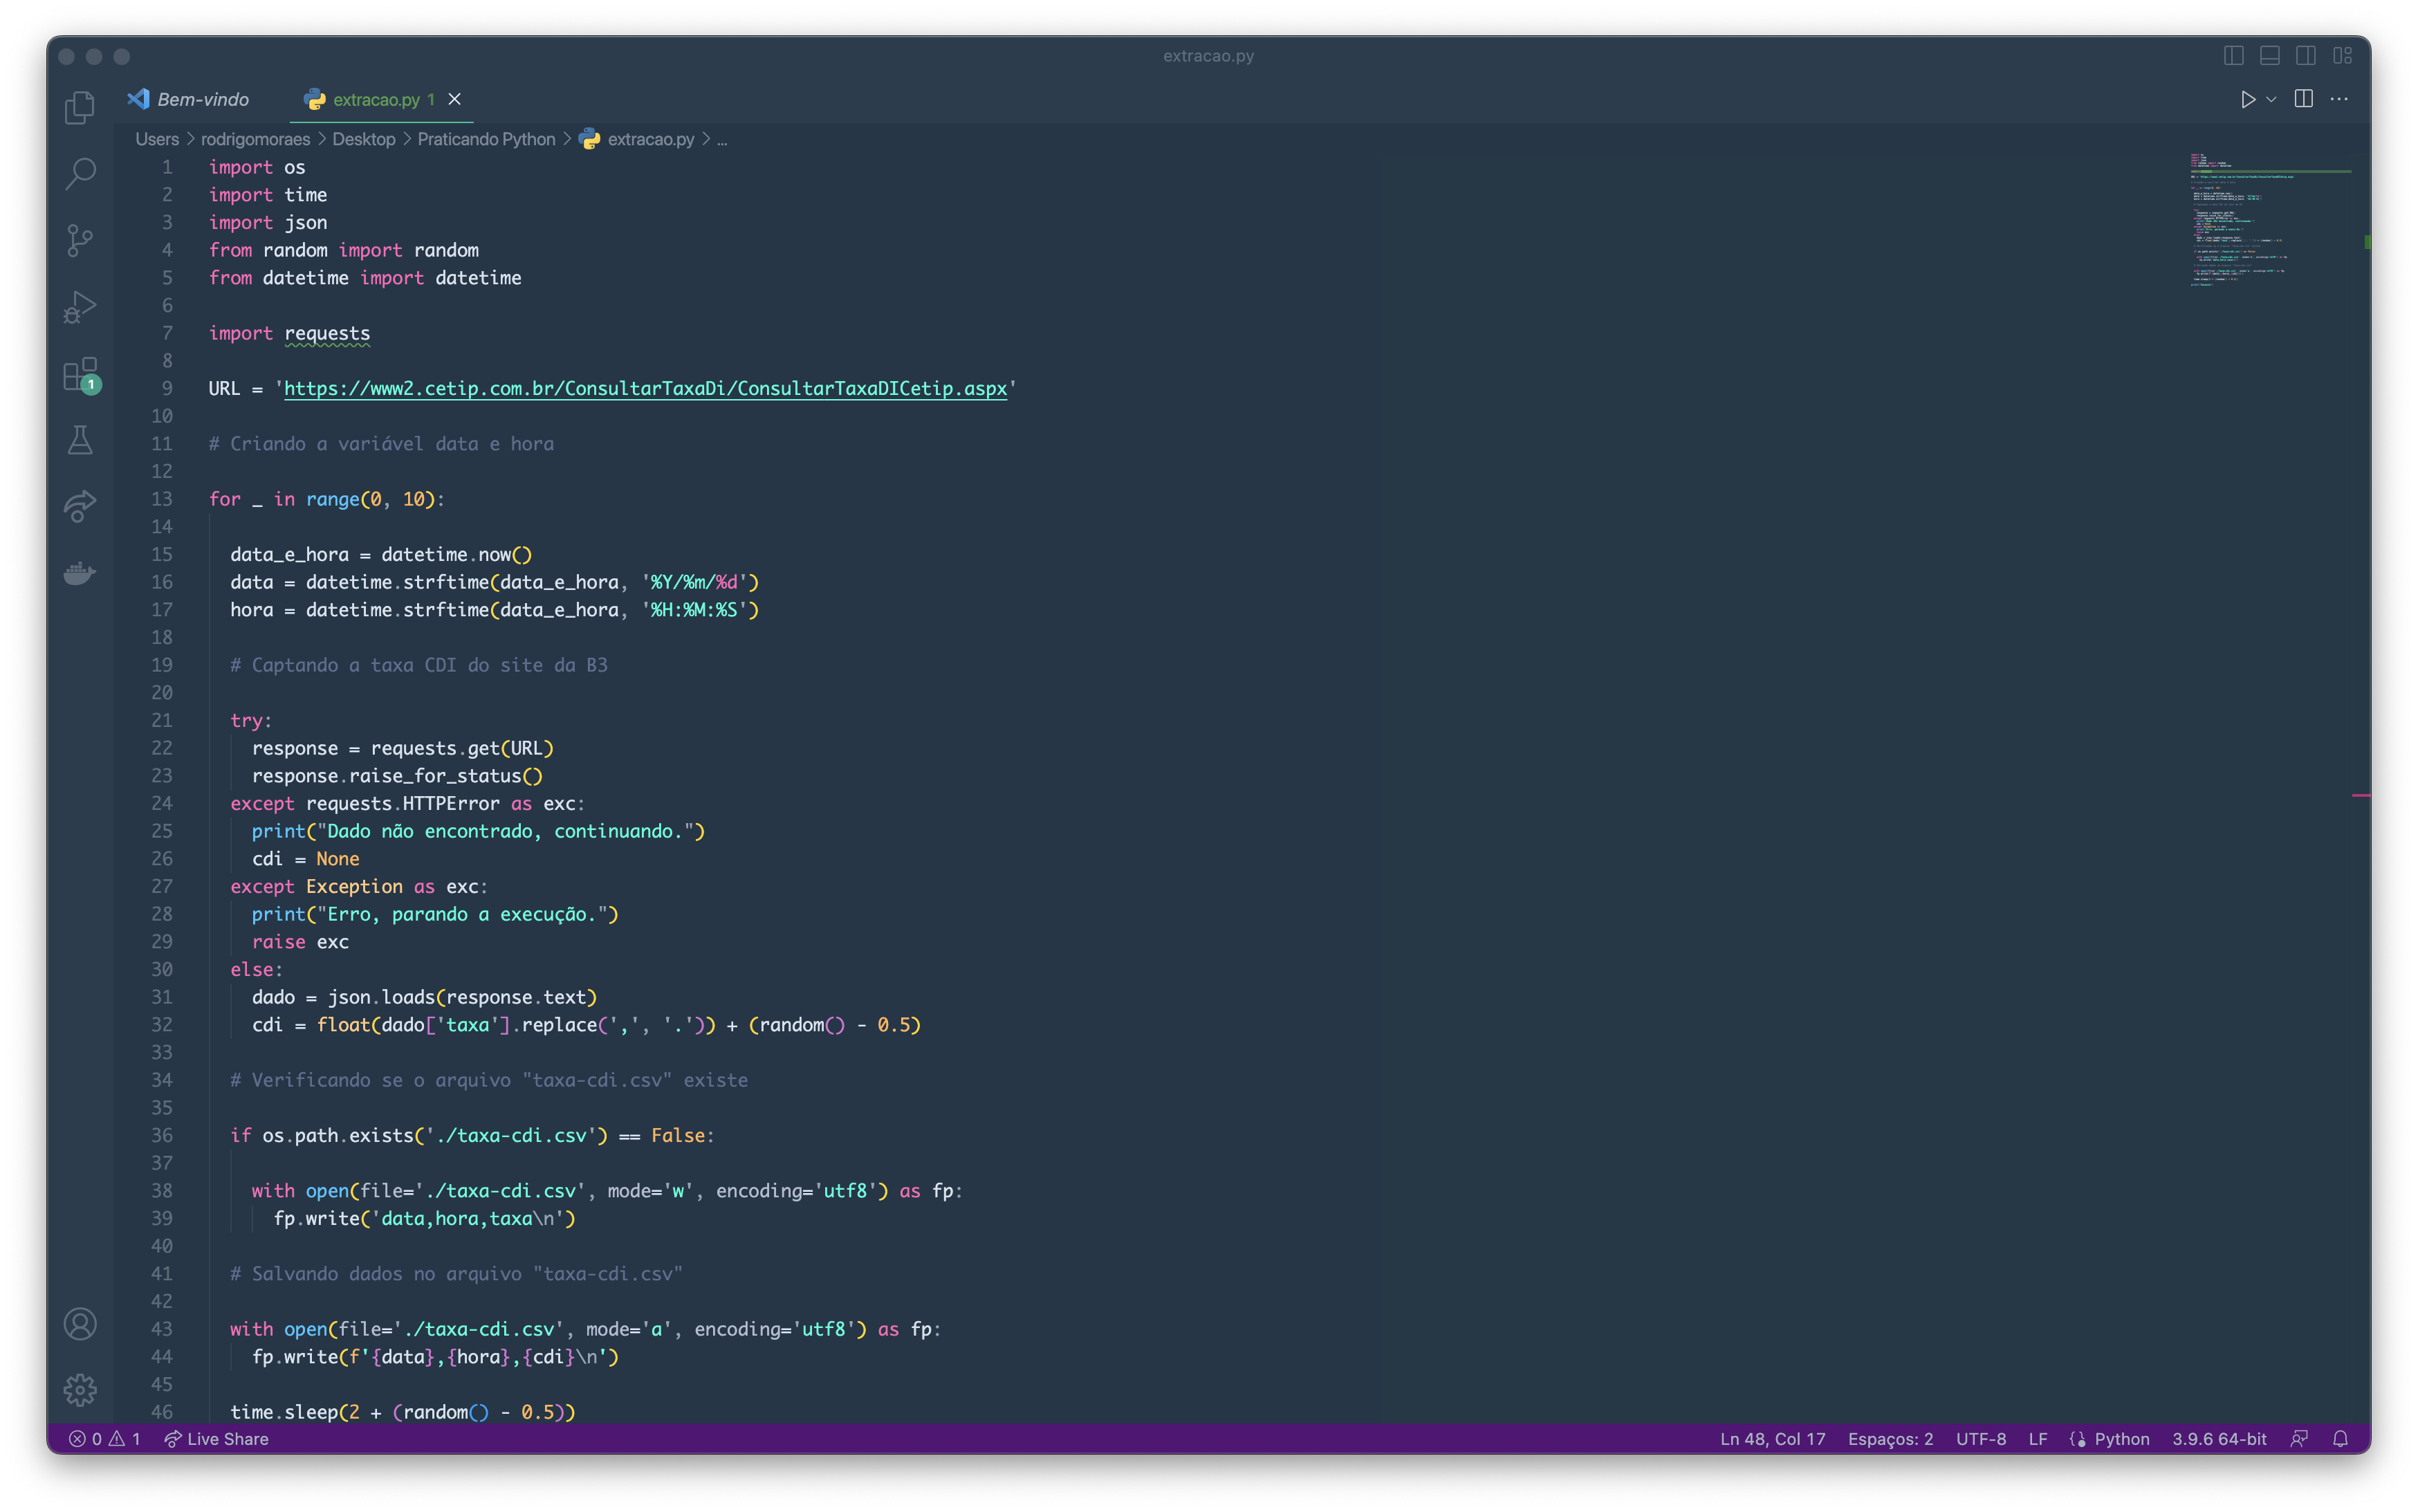 extracao.py
Bem-vindo
extracao.py 1
Users > rodrigomoraes > Desktop > Praticando Python > extracao.py > ...
1 import os
2 import time
3 import json
4 from random import random
5 from datetime import datetime
6
7 import requests
8
9 URL = 'https://www2.cetip.com.br/ConsultarTaxaDi/ConsultarTaxaDICetip.aspx'
10
11 # Criando a variável data e hora
12
13 for _ in range(0, 10):
14
15 data_e_hora = datetime.now()
16 data = datetime.strftime(data_e_hora, '%Y/%m/%d')
17 hora = datetime.strftime(data_e_hora, '%H:%M:%S')
18
19 # Captando a taxa CDI do site da B3
20
21 try:
22 response = requests.get(URL)
23 response.raise_for_status()
24 except requests.HTTPError as exc:
25 print("Dado não encontrado, continuando.")
26 cdi = None
27 except Exception as exc:
28 print("Erro, parando a execução.")
29 raise exc
30 else:
31 dado = json.loads(response.text)
32 cdi = float(dado['taxa'].replace(',', '.')) + (random() - 0.5)
33
34 # Verificando se o arquivo "taxa-cdi.csv" existe
35
36 if os.path.exists('./taxa-cdi.csv') == False:
37
38 with open(file='./taxa-cdi.csv', mode='w', encoding='utf8') as fp:
39 fp.write('data,hora,taxa\n')
40
41 # Salvando dados no arquivo "taxa-cdi.csv"
42
43 with open(file='./taxa-cdi.csv', mode='a', encoding='utf8') as fp:
44 fp.write(f'{data},{hora},{cdi}\n')
45
46 time.sleep(2 + (random() - 0.5))
1
0 1 Live Share Ln 48, Col 17 Espaços: 2 UTF-8 LF Python 3.9.6 64-bit